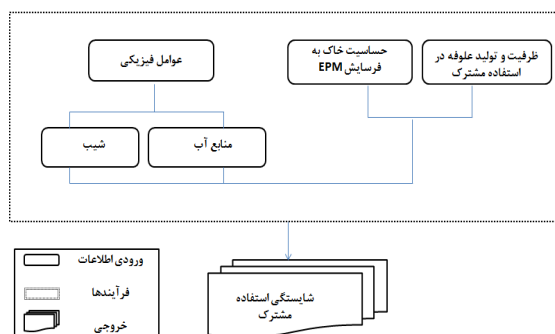 عوامل فیزیکی
حساسیت خاک به
فرسایش EPM
ظرفیت و تولید علوفه در
استفاده مشترک
شیب
منابع آب
ورودی اطلاعات
فرآیندها
خروجی
شایستگی استفاده
مشترک